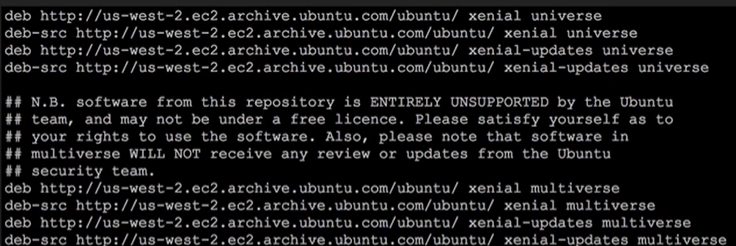 deb http://us-west-2.ec2.archive.ubuntu.com/ubuntu/ xenial universe
deb-src http://us-west-2.ec2.archive.ubuntu.com/ubuntu/ xenial universe
deb http://us-west-2.ec2.archive.ubuntu.com/ubuntu/ xenial-updates universe
deb-src http://us-west-2.ec2.archive.ubuntu.com/ubuntu/ xenial-updates universe
## N.B. software from this repository is ENTIRELY UNSUPPORTED by the Ubuntu
## team, and may not be under a free licence. Please satisfy yourself as to
## your rights to use the software. Also, please note that software in
## multiverse WILL NOT receive any review or updates from the Ubuntu
## security team.
deb http://us-west-2.ec2.archive.ubuntu.com/ubuntu/ xenial multiverse
deb-src http://us-west-2.ec2.archive.ubuntu.com/ubuntu/ xenial multiverse
deb http://us-west-2.ec2.archive.ubuntu.com/ubuntu/ xenial-updates multiverse
deb-src http://us-west-2.ec2.archive.ubuntu.com/ubuntu/ xenial-updates multiverse